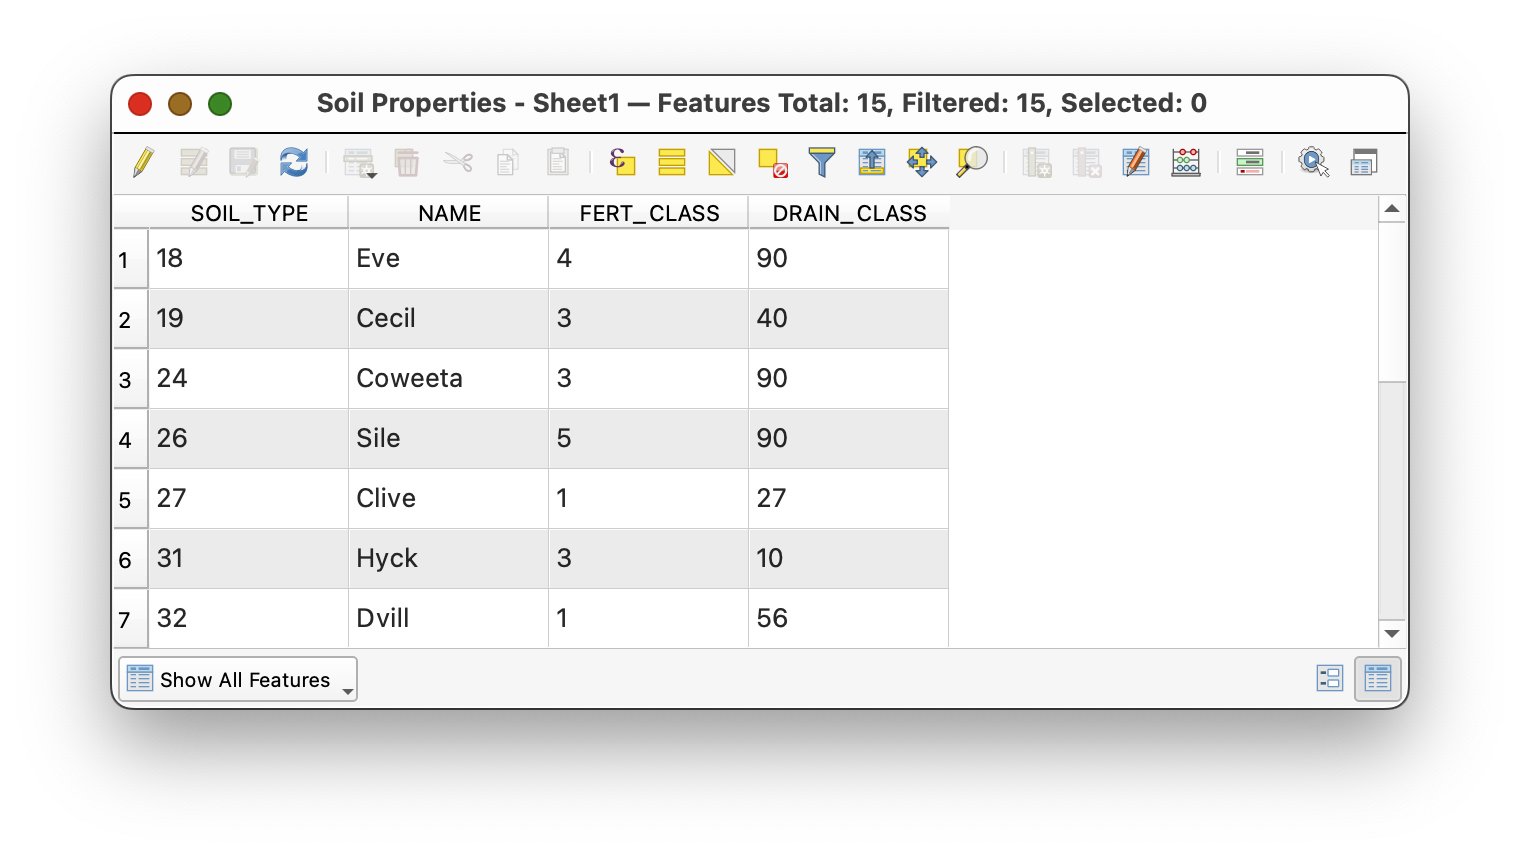 Soil Properties - Sheet1 — Features Total: 15, Filtered: 15, Selected: 0
SOIL_TYPE NAME FERT_CLASS DRAIN_CLASS
1 18 Eve 4 90
2 19 Cecil 3 40
3 24 Coweeta 3 90
4 26 Sile 5 90
5 27 Clive 1 27
6 31 Hyck 3 10
7 32 Dvill 1 56
Show All Features